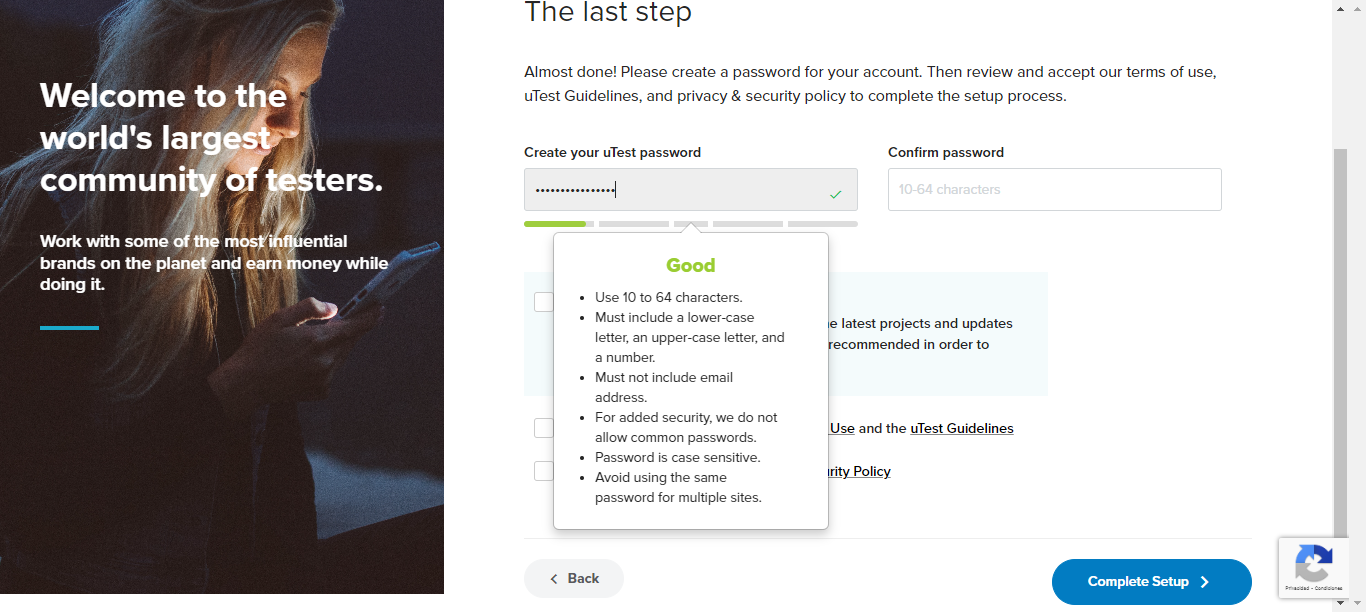 Welcome to the
world's largest
community of testers.
Work with some of the most influential
brands on the planet and earn money while
doing it.
The last step
Almost done! Please create a password for your account. Then review and accept our terms of use,
uTest Guidelines, and privacy & security policy to complete the setup process.
Create your uTest password
Confirm password
••••••••••••••••
10-64 characters
Good
Use 10 to 64 characters.
Must include a lower-case
letter, an upper-case letter, and
a number.
Must not include email
address.
For added security, we do not
allow common passwords.
Password is case sensitive.
Avoid using the same
password for multiple sites.
latest projects and updates
recommended in order to
Use and the uTest Guidelines
Policy
Back
Complete Setup
Privacidad - Condiciones